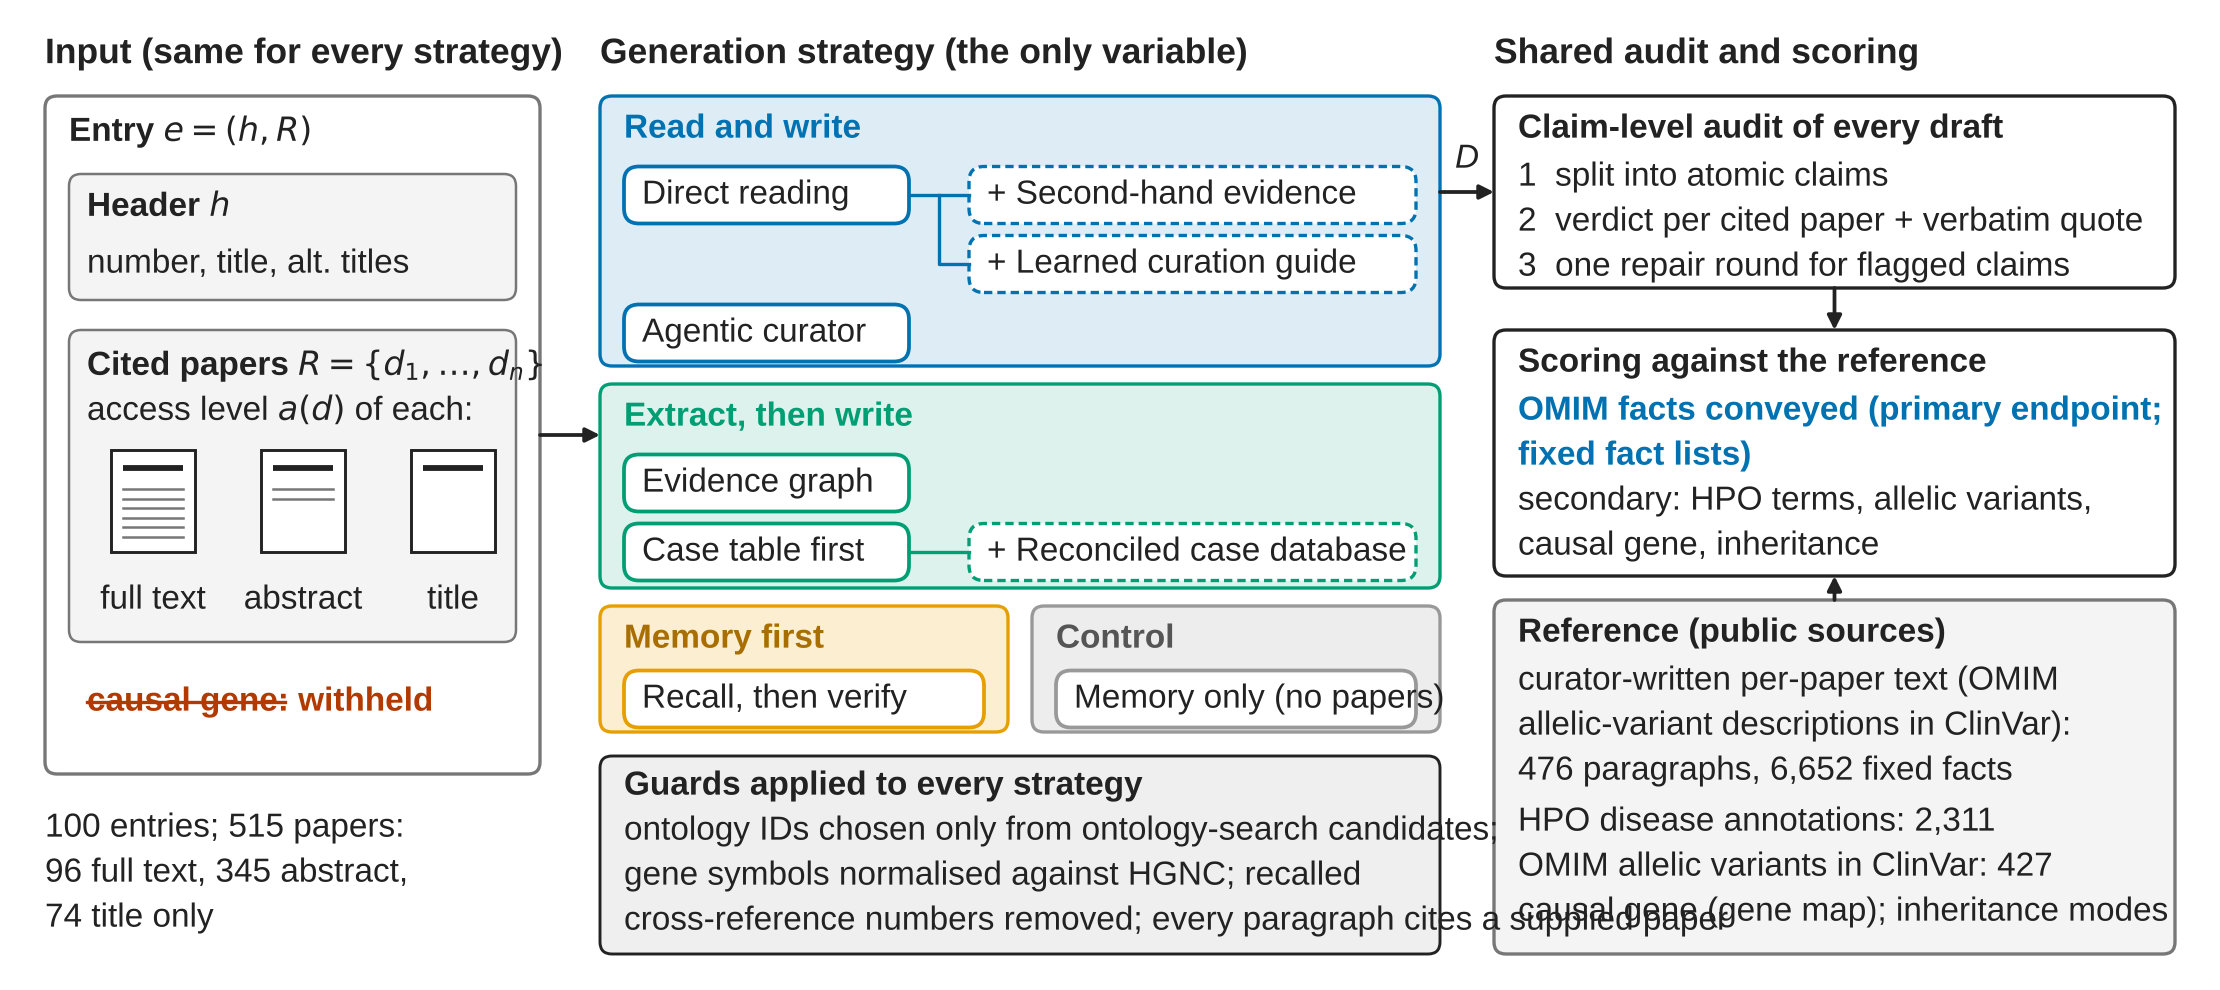 Input (same for every strategy)
Entry e = (h, R)
Header h
number, title, alt. titles
Cited papers R = {d₁, …, dₙ}
access level a(d) of each:
full text abstract title
causal gene: withheld
100 entries; 515 papers:
96 full text, 345 abstract,
74 title only
Generation strategy (the only variable)
Read and write
Direct reading
+ Second-hand evidence
+ Learned curation guide
Agentic curator
Extract, then write
Evidence graph
Case table first
+ Reconciled case database
Memory first
Recall, then verify
Control
Memory only (no papers)
Guards applied to every strategy
ontology IDs chosen only from ontology-search candidates;
gene symbols normalised against HGNC; recalled
cross-reference numbers removed; every paragraph cites a supplied paper
D
Shared audit and scoring
Claim-level audit of every draft
1 split into atomic claims
2 verdict per cited paper + verbatim quote
3 one repair round for flagged claims
Scoring against the reference
OMIM facts conveyed (primary endpoint;
fixed fact lists)
secondary: HPO terms, allelic variants,
causal gene, inheritance
Reference (public sources)
curator-written per-paper text (OMIM
allelic-variant descriptions in ClinVar):
476 paragraphs, 6,652 fixed facts
HPO disease annotations: 2,311
OMIM allelic variants in ClinVar: 427
causal gene (gene map); inheritance modes